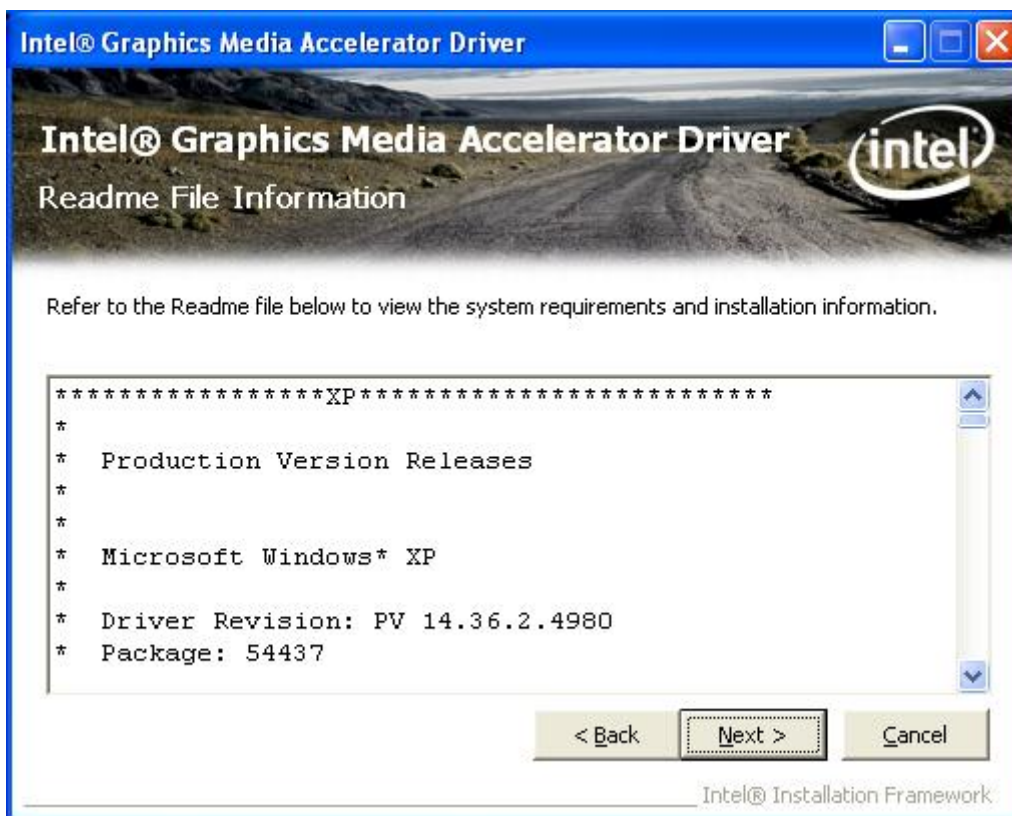 Intel® Graphics Media Accelerator Driver
Intel® Graphics Media Accelerator Driver
intel
Readme File Information
Refer to the Readme file below to view the system requirements and installation information.
*****************XP**************************
*
*   Production Version Releases
*
*
*   Microsoft Windows* XP
*
*   Driver Revision: PV 14.36.2.4980
*   Package: 54437
< Back
Next >
Cancel
Intel® Installation Framework